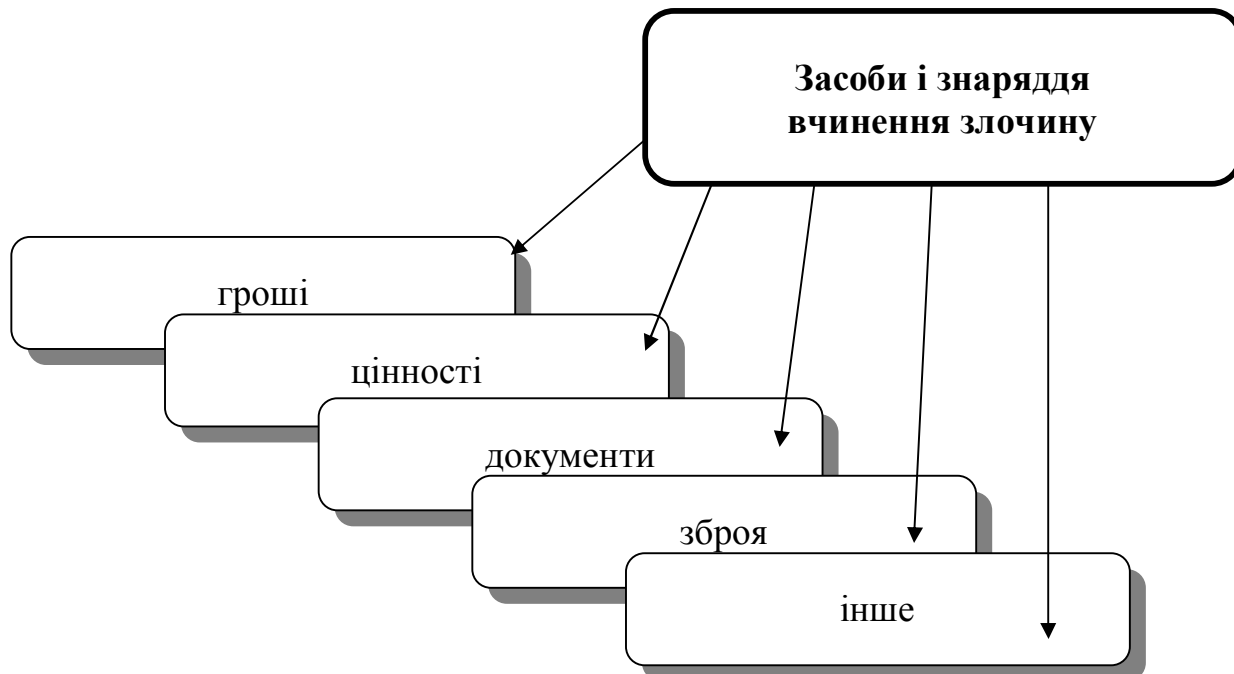 Засоби і знаряддя
вчинення злочину
гроші
цінності
документи
зброя
інше